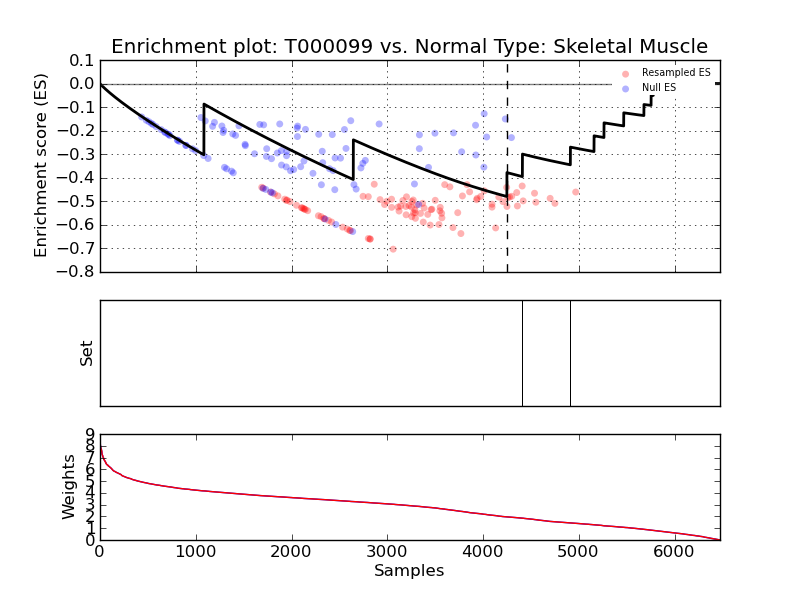 Enrichment plot: T000099 vs. Normal Type: Skeletal Muscle
Enrichment score (ES)
0.1
0.0
−0.1
−0.2
−0.3
−0.4
−0.5
−0.6
−0.7
−0.8
Resampled ES
Null ES
Set
Weights
9
8
7
6
5
4
3
2
1
0
0 1000 2000 3000 4000 5000 6000
Samples